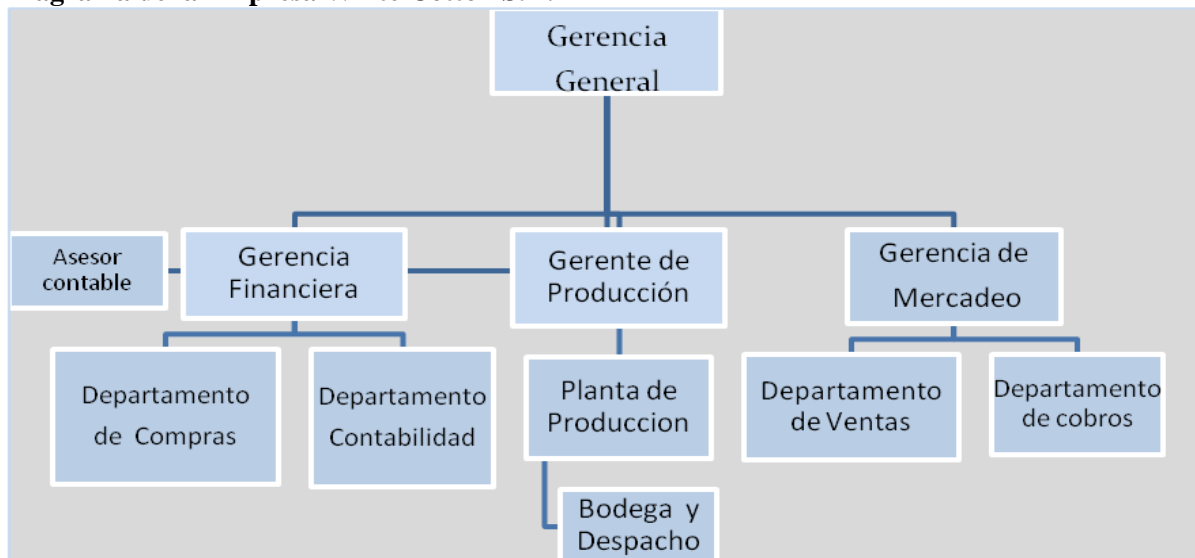 Gerencia
General
Asesor
contable
Gerencia
Financiera
Gerente de
Producción
Gerencia de
Mercadeo
Departamento
de Compras
Departamento
Contabilidad
Planta de
Produccion
Departamento
de Ventas
Departamento
de cobros
Bodega y
Despacho